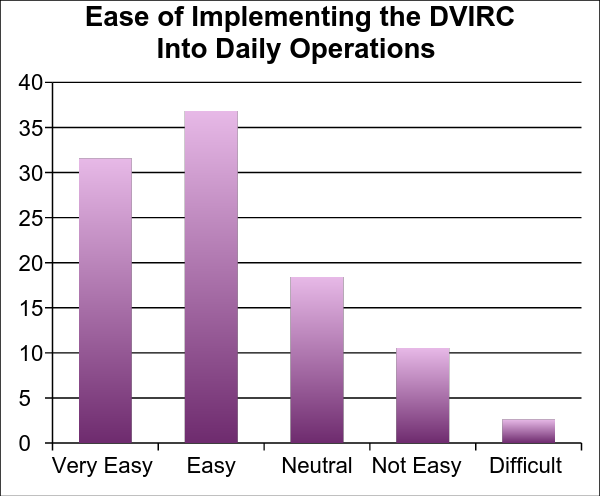 Ease of Implementing the DVIRC
Into Daily Operations
40
35
30
25
20
15
10
5
0
Very Easy
Easy
Neutral
Not Easy
Difficult